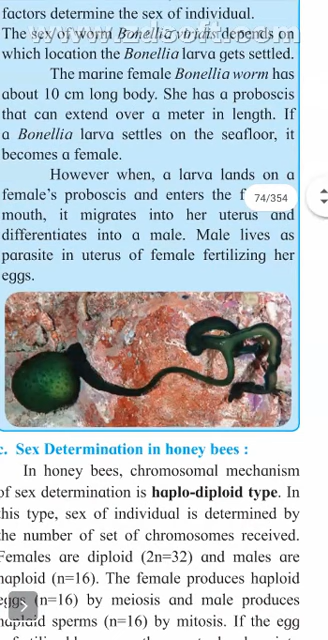 factors determine the sex of individual.
The sex of worm Bonellia viridis depends on
which location the Bonellia larva gets settled.
The marine female Bonellia worm has
about 10 cm long body. She has a proboscis
that can extend over a meter in length. If
a Bonellia larva settles on the seafloor, it
becomes a female.
However when, a larva lands on a
female's proboscis and enters the
74/354
mouth, it migrates into her uterus and
differentiates into a male. Male lives as
parasite in uterus of female fertilizing her
eggs.
c. Sex Determination in honey bees :
In honey bees, chromosomal mechanism
of sex determination is haplo-diploid type. In
this type, sex of individual is determined by
the number of set of chromosomes received.
Females are diploid (2n=32) and males are
haploid (n=16). The female produces haploid
eggs (n=16) by meiosis and male produces
haploid sperms (n=16) by mitosis. If the egg